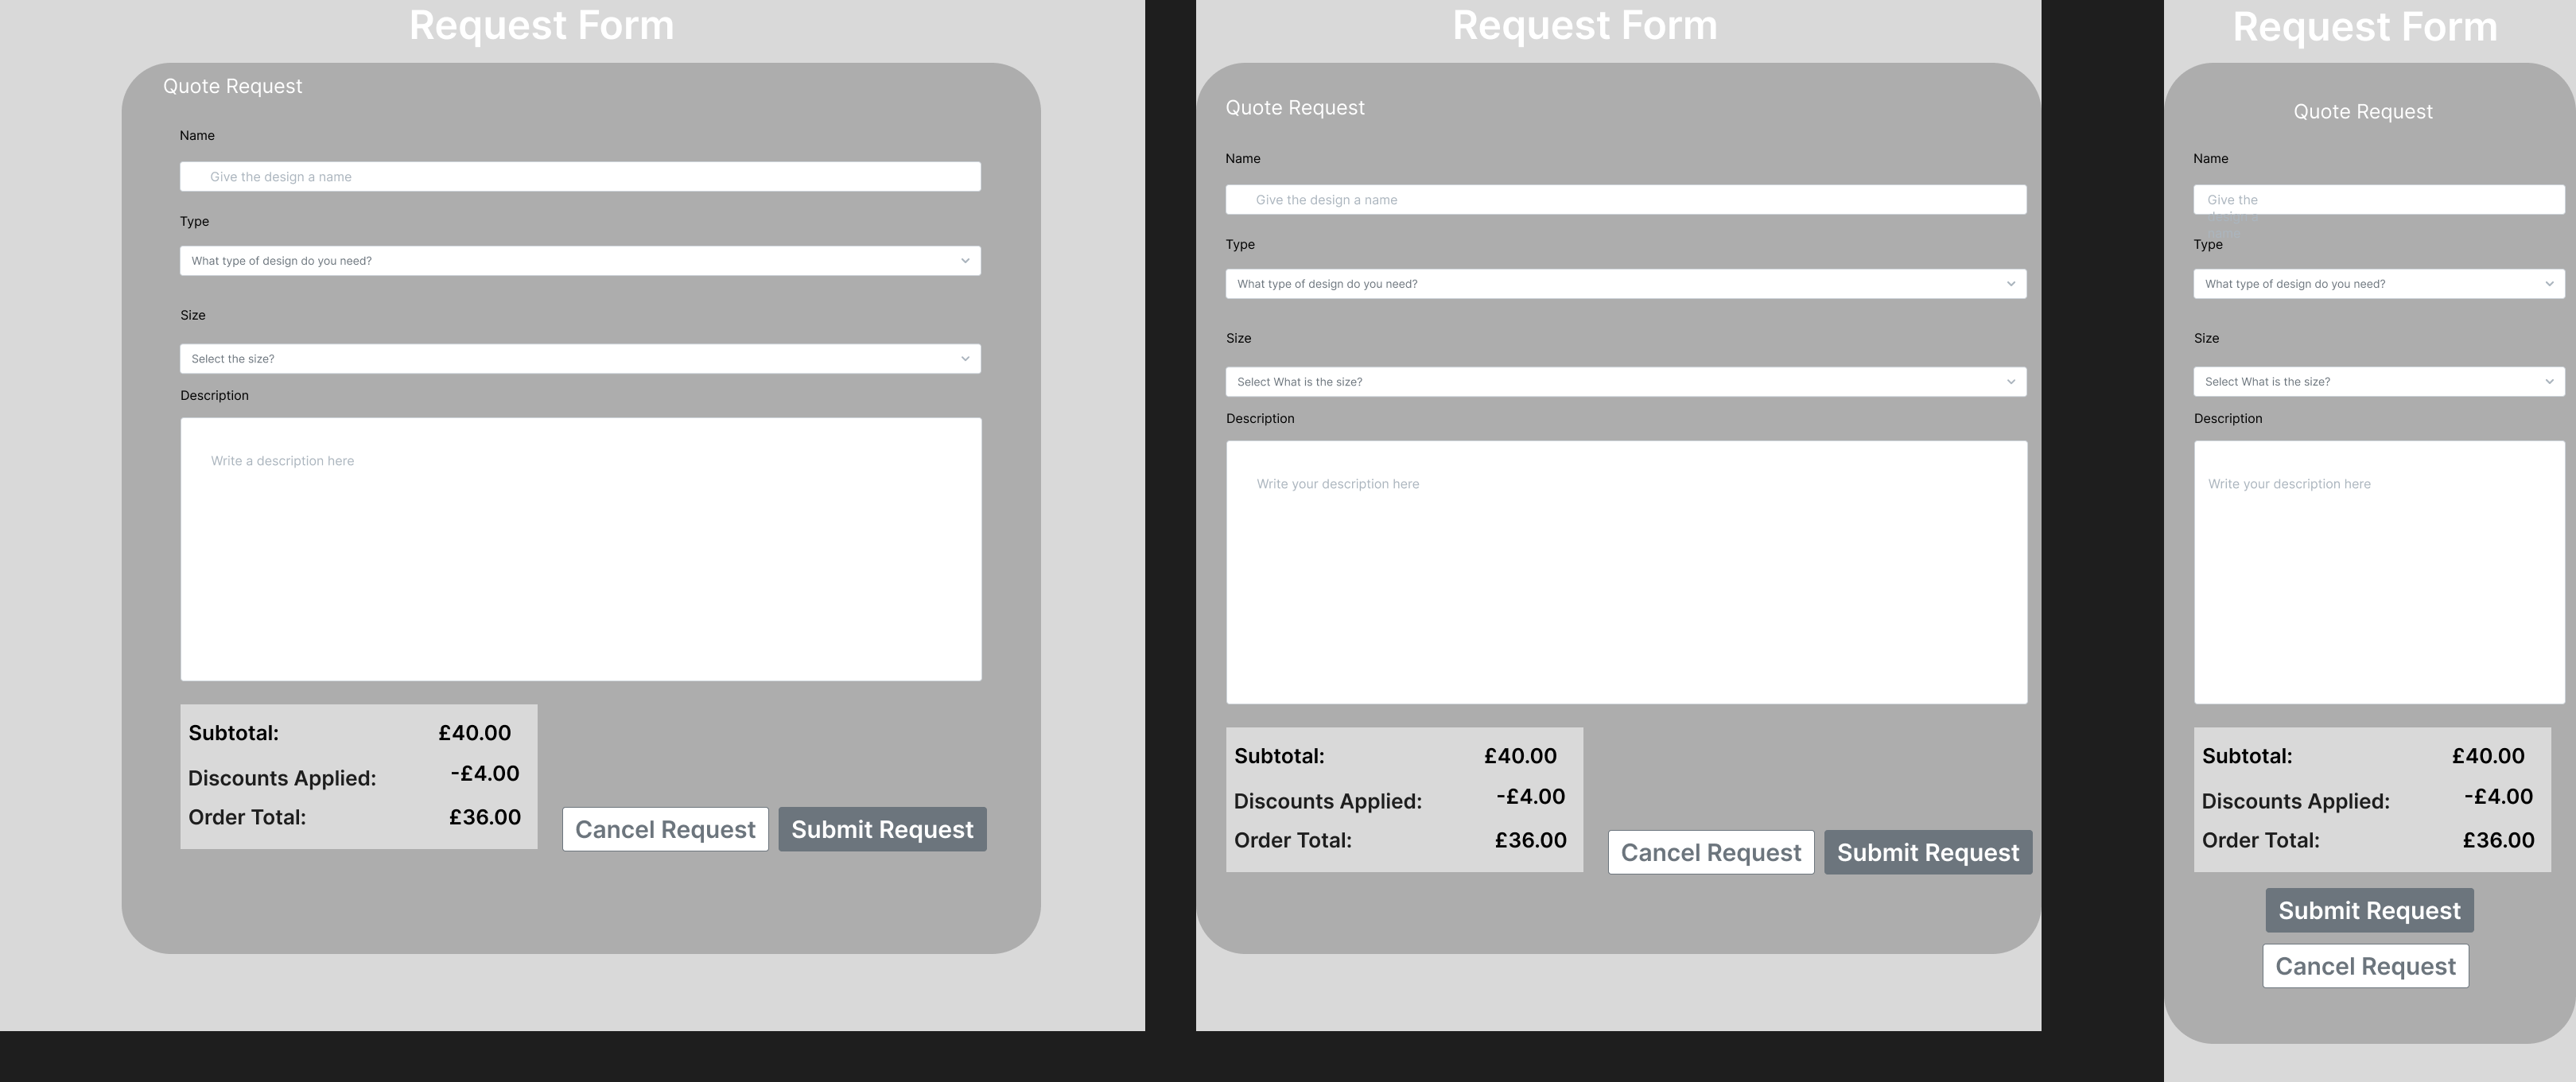 Request Form
Quote Request
Name
Give the design a name
Type
What type of design do you need?
Size
Select the size?
Description
Write a description here
Subtotal: £40.00
Discounts Applied: -£4.00
Order Total: £36.00
Cancel Request Submit Request
Request Form
Quote Request
Name
Give the design a name
Type
What type of design do you need?
Size
Select What is the size?
Description
Write your description here
Subtotal: £40.00
Discounts Applied: -£4.00
Order Total: £36.00
Cancel Request Submit Request
Request Form
Quote Request
Name
Give the
Type
What type of design do you need?
Size
Select What is the size?
Description
Write your description here
Subtotal: £40.00
Discounts Applied: -£4.00
Order Total: £36.00
Submit Request
Cancel Request